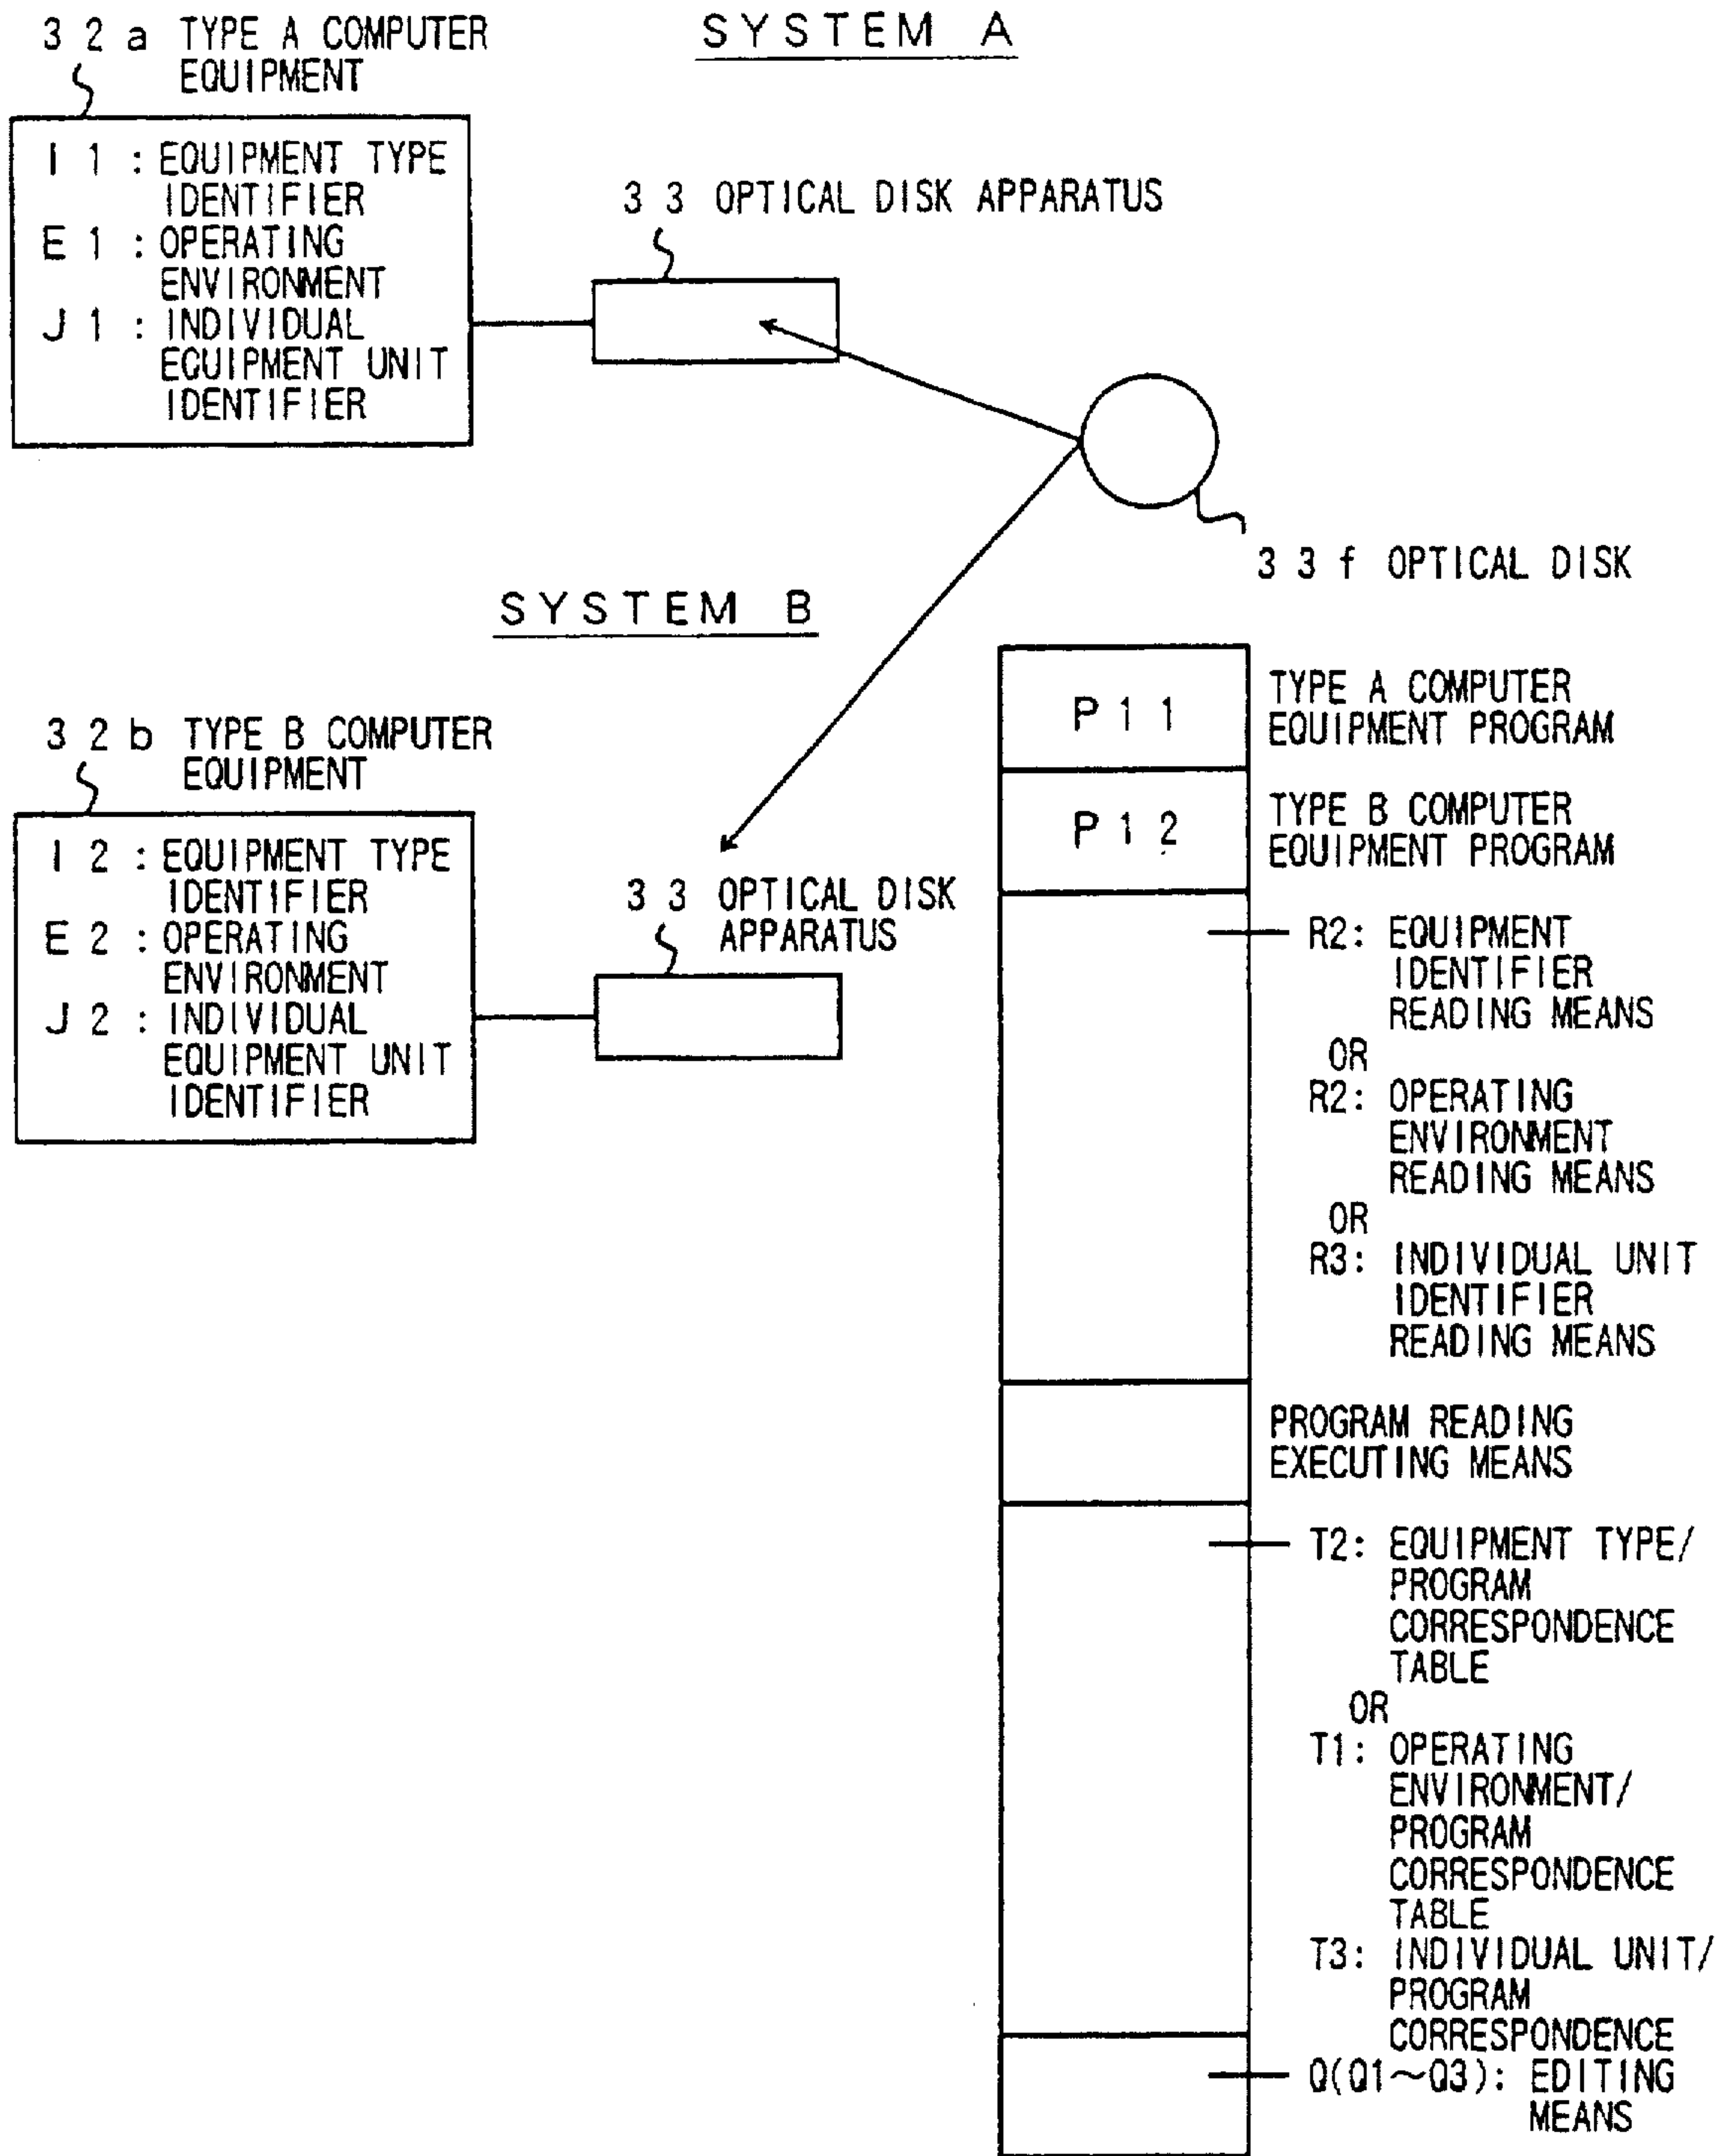 SYSTEM A
32a TYPE A COMPUTER
EQUIPMENT
I1 : EQUIPMENT TYPE
IDENTIFIER
E1 : OPERATING
ENVIRONMENT
J1 : INDIVIDUAL
EQUIPMENT UNIT
IDENTIFIER
33 OPTICAL DISK APPARATUS
33f OPTICAL DISK
SYSTEM B
32b TYPE B COMPUTER
EQUIPMENT
I2 : EQUIPMENT TYPE
IDENTIFIER
E2 : OPERATING
ENVIRONMENT
J2 : INDIVIDUAL
EQUIPMENT UNIT
IDENTIFIER
33 OPTICAL DISK
APPARATUS
P11
TYPE A COMPUTER
EQUIPMENT PROGRAM
P12
TYPE B COMPUTER
EQUIPMENT PROGRAM
R2: EQUIPMENT
IDENTIFIER
READING MEANS
OR
R2: OPERATING
ENVIRONMENT
READING MEANS
OR
R3: INDIVIDUAL UNIT
IDENTIFIER
READING MEANS
PROGRAM READING
EXECUTING MEANS
T2: EQUIPMENT TYPE/
PROGRAM
CORRESPONDENCE
TABLE
OR
T1: OPERATING
ENVIRONMENT/
PROGRAM
CORRESPONDENCE
TABLE
T3: INDIVIDUAL UNIT/
PROGRAM
CORRESPONDENCE
Q(Q1~Q3): EDITING
MEANS